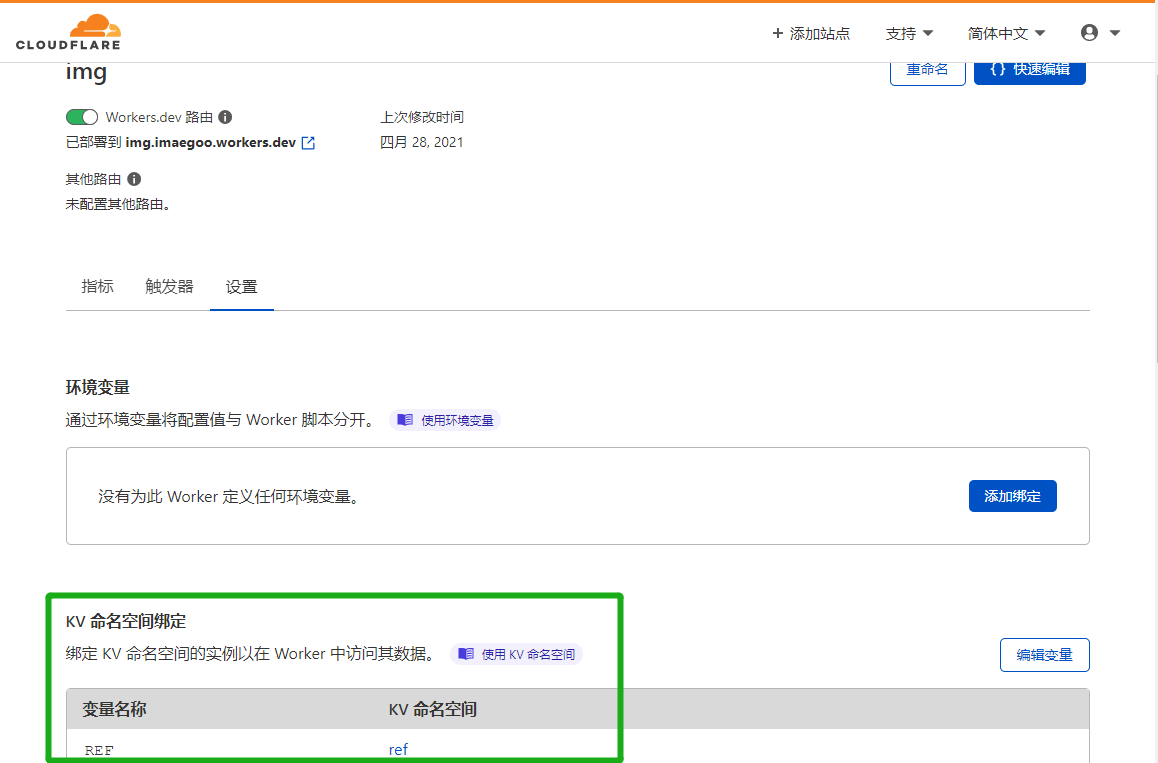 CLOUDFLARE
+ 添加站点 支持 简体中文
img 重命名 {} 快速编辑
Workers.dev 路由 上次修改时间
已部署到 img.imaegoo.workers.dev 四月 28, 2021
其他路由
未配置其他路由。
指标 触发器 设置
环境变量
通过环境变量将配置值与 Worker 脚本分开。 使用环境变量
没有为此 Worker 定义任何环境变量。 添加绑定
KV 命名空间绑定
绑定 KV 命名空间的实例以在 Worker 中访问其数据。 使用 KV 命名空间 编辑变量
变量名称 KV 命名空间
REF ref